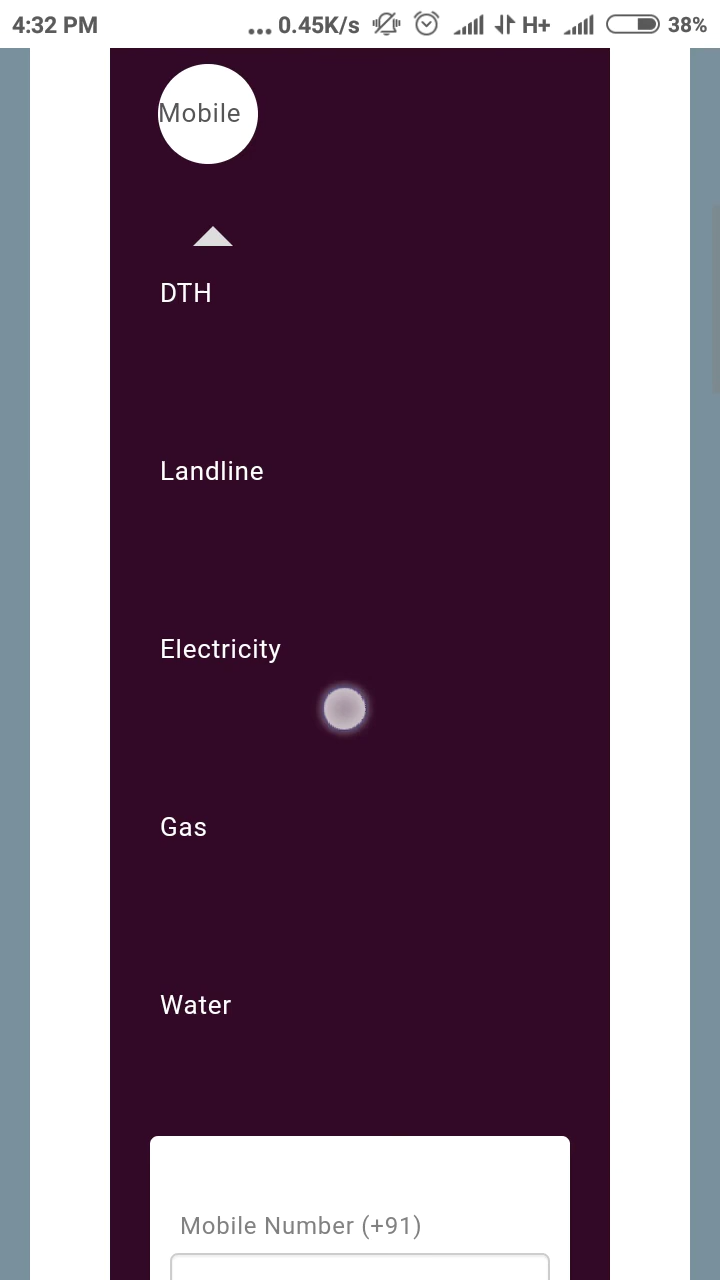 4:32 PM ... 0.45K/s H+ 38%
Mobile
DTH
Landline
Electricity
Gas
Water
Mobile Number (+91)